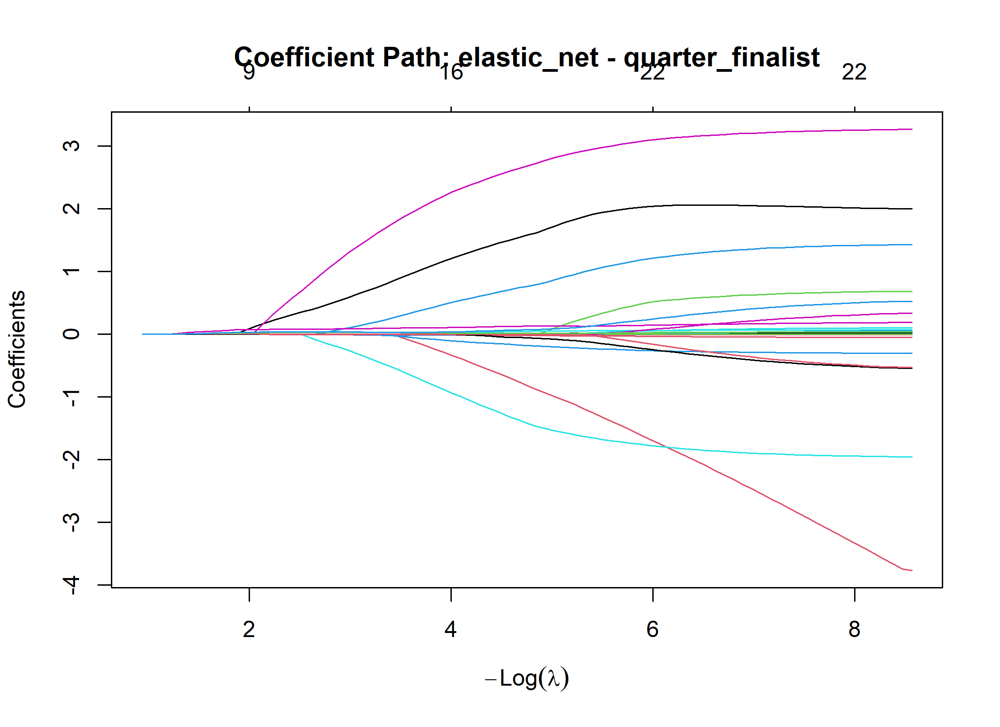 Coefficient Path: elastic_net - quarter_finalist
9 16 22 22
Coefficients
3
2
1
0
-1
-2
-3
-4
2 4 6 8
−Log(λ)